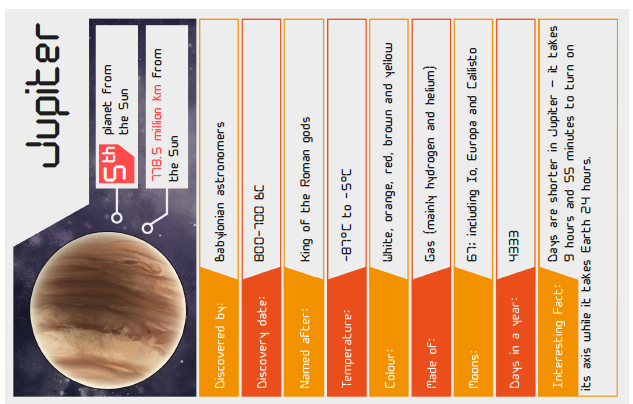 Jupiter
5th planet from
the Sun
778.5 million km from
the Sun
Discovered by: Babylonian astronomers
Discovery date: 800-700 BC
Named after: King of the Roman gods
Temperature: -87°C to -5°C
Colour: White, orange, red, brown and yellow
Made of: Gas (mainly hydrogen and helium)
Moons: 67: including Io, Europa and Callisto
Days in a year: 4333
Interesting Fact: Days are shorter in Jupiter - it takes
9 hours and 55 minutes to turn on
its axis while it takes Earth 24 hours.